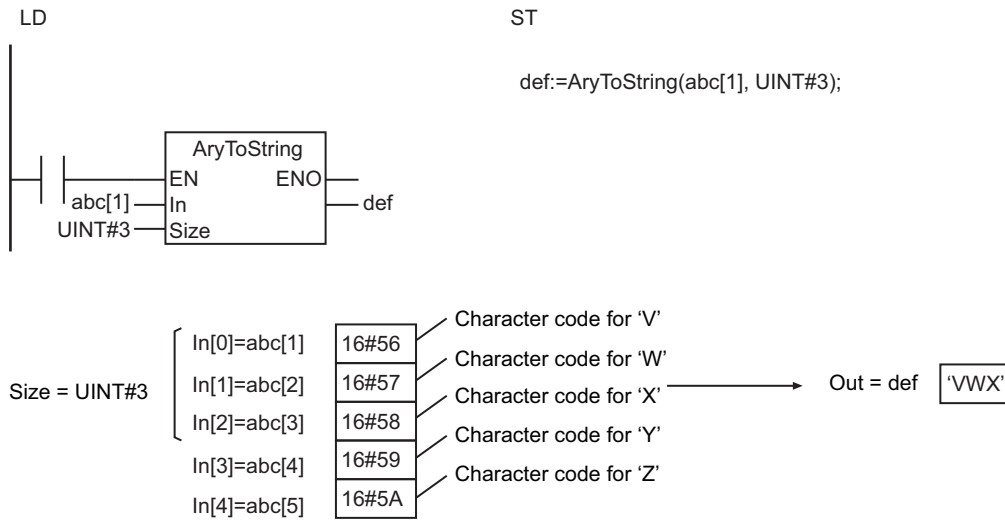 LD
ST
def:=AryToString(abc[1], UINT#3);
AryToString
EN ENO
abc[1] In def
UINT#3 Size
Size = UINT#3
In[0]=abc[1] 16#56 Character code for ‘V’
In[1]=abc[2] 16#57 Character code for ‘W’
In[2]=abc[3] 16#58 Character code for ‘X’
In[3]=abc[4] 16#59 Character code for ‘Y’
In[4]=abc[5] 16#5A Character code for ‘Z’
Out = def ‘VWX’